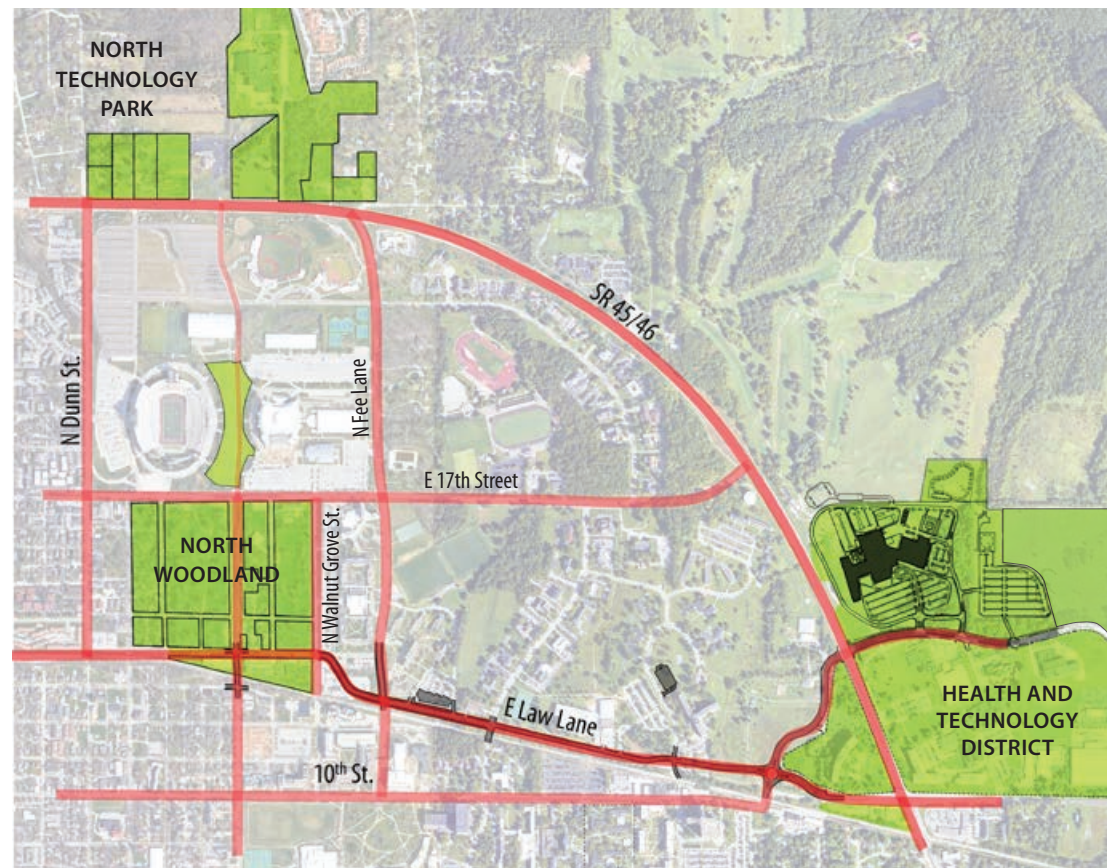 NORTH
TECHNOLOGY
PARK
SR 45/46
N Dunn St.
N Fee Lane
E 17th Street
NORTH
WOODLAND
N Walnut Grove St.
E Law Lane
HEALTH AND
TECHNOLOGY
DISTRICT
10th St.